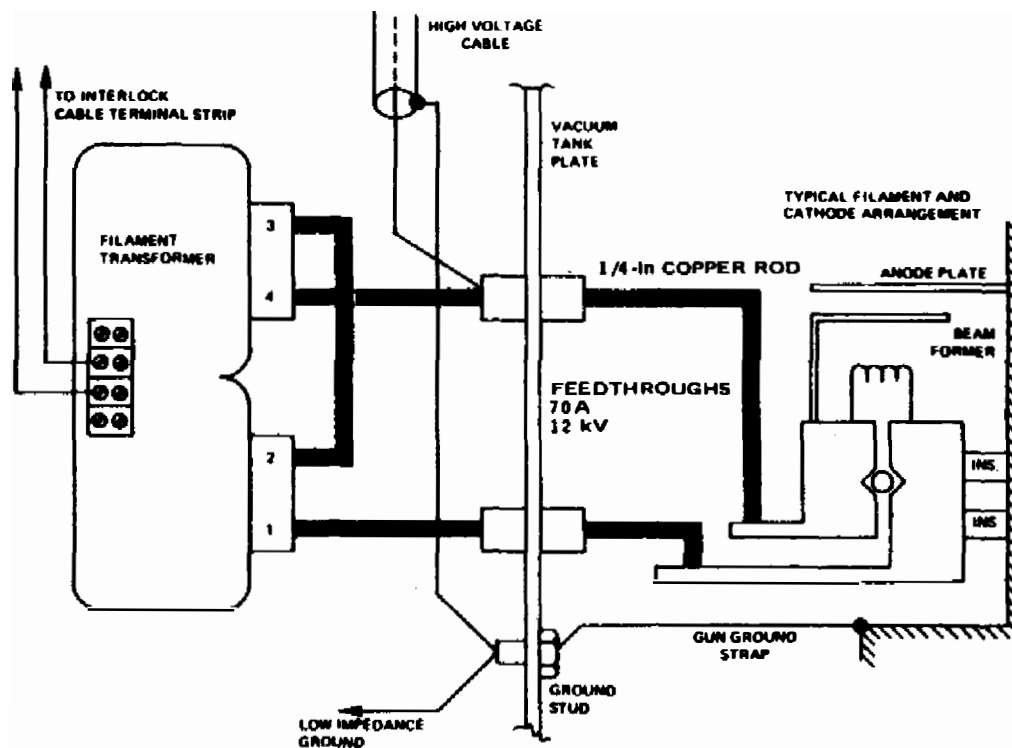 HIGH VOLTAGE
CABLE
TO INTERLOCK
CABLE TERMINAL STRIP
VACUUM
TANK
PLATE
TYPICAL FILAMENT AND
CATHODE ARRANGEMENT
3
FILAMENT
TRANSFORMER
4
1/4-in COPPER ROD
ANODE PLATE
BEAM
FORMER
FEEDTHROUGHS
70A
12 kV
2
1
INS.
INS
GUN GROUND
STRAP
GROUND
STUD
LOW IMPEDANCE
GROUND